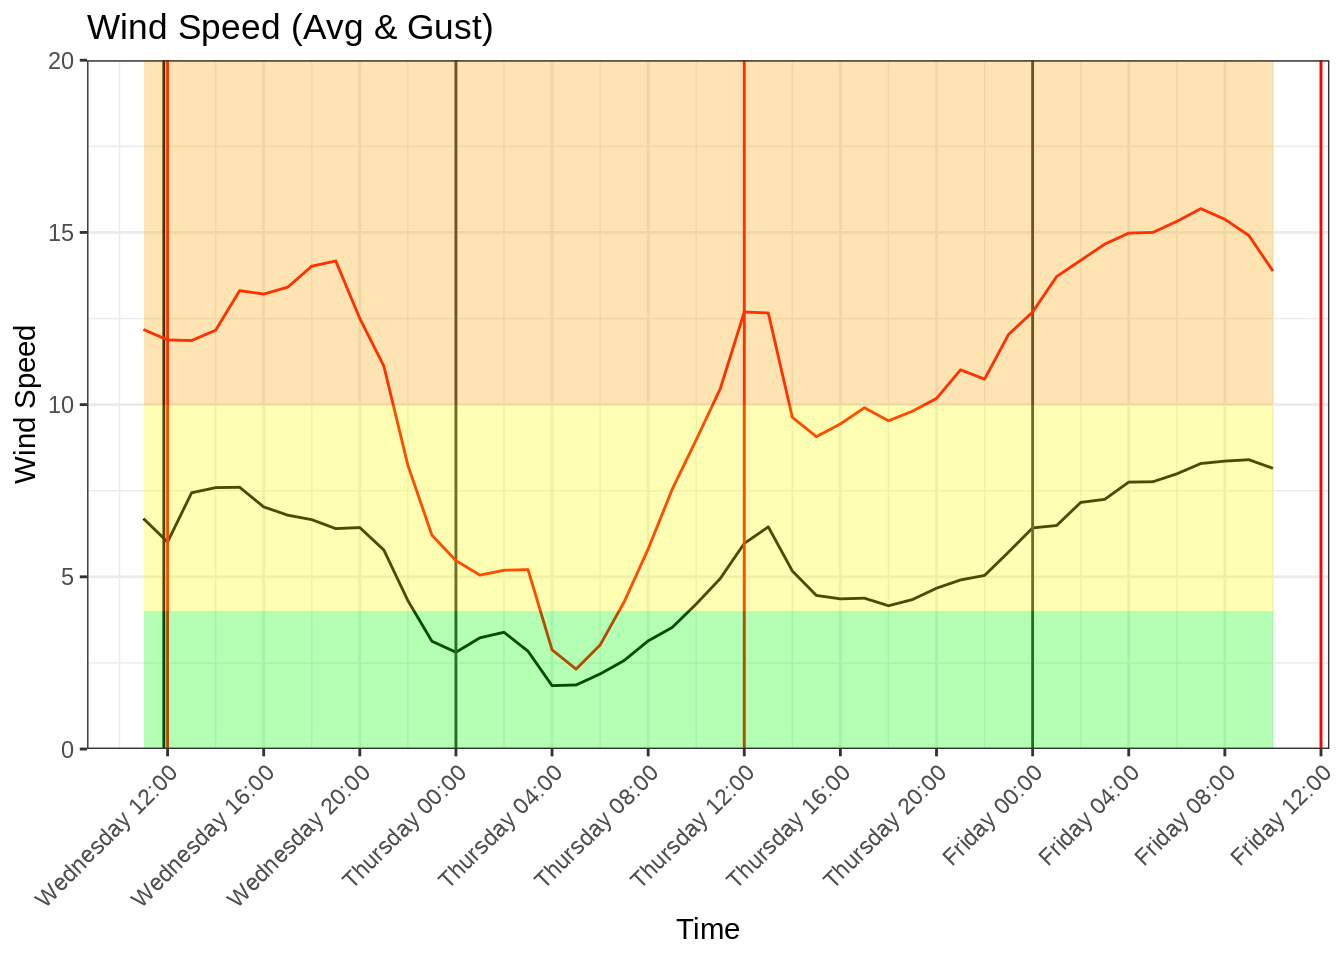 Wind Speed (Avg & Gust)
20
15
10
5
0
Wind Speed
Wednesday 12:00
Wednesday 16:00
Wednesday 20:00
Thursday 00:00
Thursday 04:00
Thursday 08:00
Thursday 12:00
Thursday 16:00
Thursday 20:00
Friday 00:00
Friday 04:00
Friday 08:00
Friday 12:00
Time